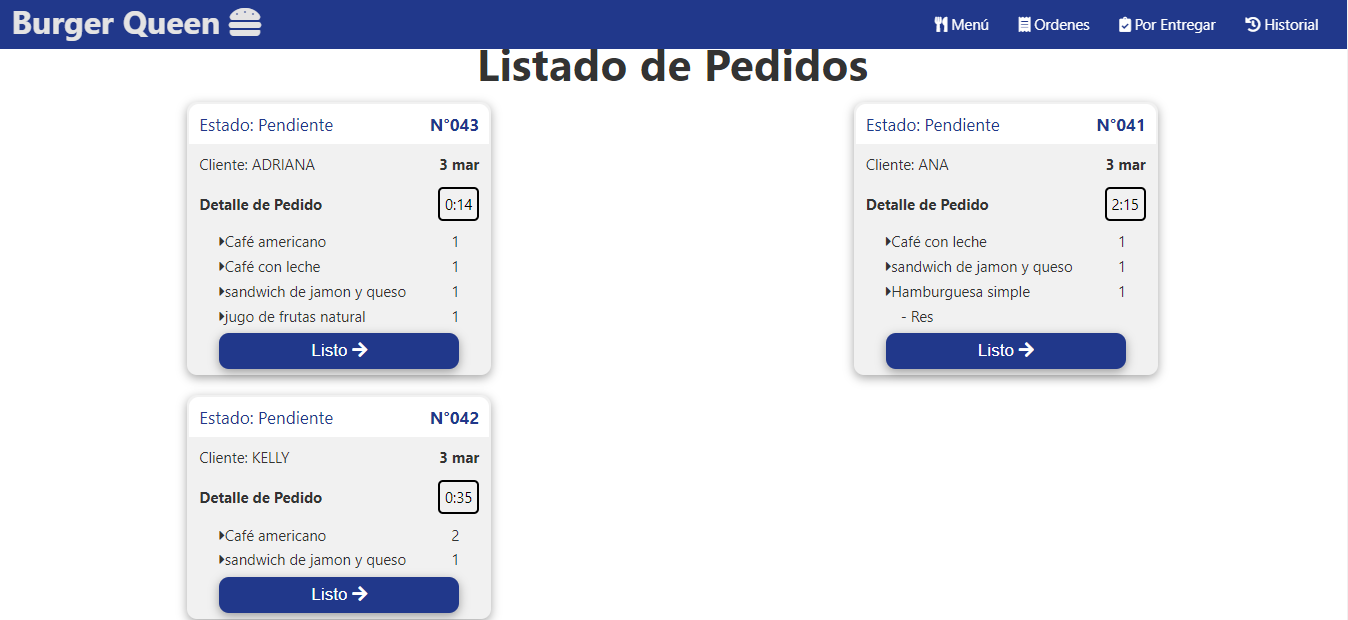 Burger Queen
Menú
Ordenes
Por Entregar
Historial
Listado de Pedidos
Estado: Pendiente N°043
Cliente: ADRIANA 3 mar
Detalle de Pedido 0:14
Café americano 1
Café con leche 1
sandwich de jamon y queso 1
jugo de frutas natural 1
Listo
Estado: Pendiente N°041
Cliente: ANA 3 mar
Detalle de Pedido 2:15
Café con leche 1
sandwich de jamon y queso 1
Hamburguesa simple 1
- Res
Listo
Estado: Pendiente N°042
Cliente: KELLY 3 mar
Detalle de Pedido 0:35
Café americano 2
sandwich de jamon y queso 1
Listo